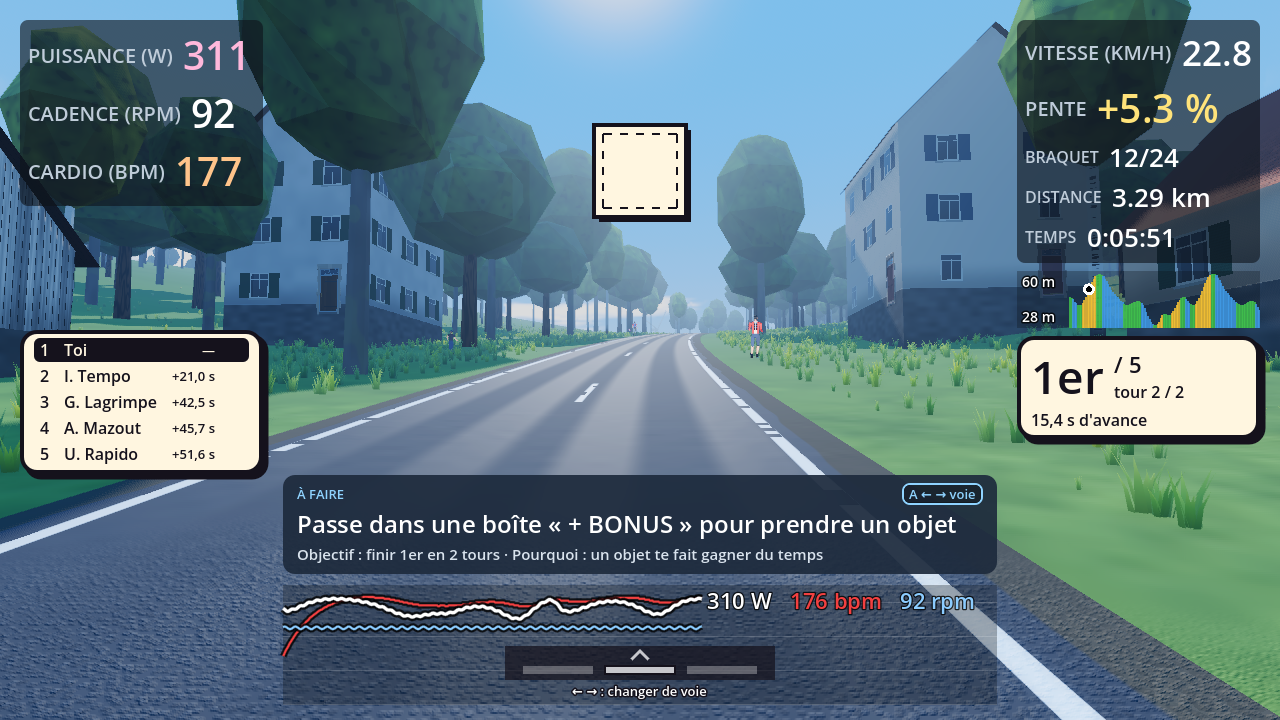 PUISSANCE (W) 311
CADENCE (RPM) 92
CARDIO (BPM) 177
VITESSE (KM/H) 22.8
PENTE +5.3 %
BRAQUET 12/24
DISTANCE 3.29 km
TEMPS 0:05:51
60 m
28 m
1 Toi —
2 I. Tempo +21,0 s
3 G. Lagrimpe +42,5 s
4 A. Mazout +45,7 s
5 U. Rapido +51,6 s
1er / 5
tour 2 / 2
15,4 s d'avance
À FAIRE
A ← → voie
Passe dans une boîte « + BONUS » pour prendre un objet
Objectif : finir 1er en 2 tours · Pourquoi : un objet te fait gagner du temps
310 W 176 bpm 92 rpm
← → : changer de voie